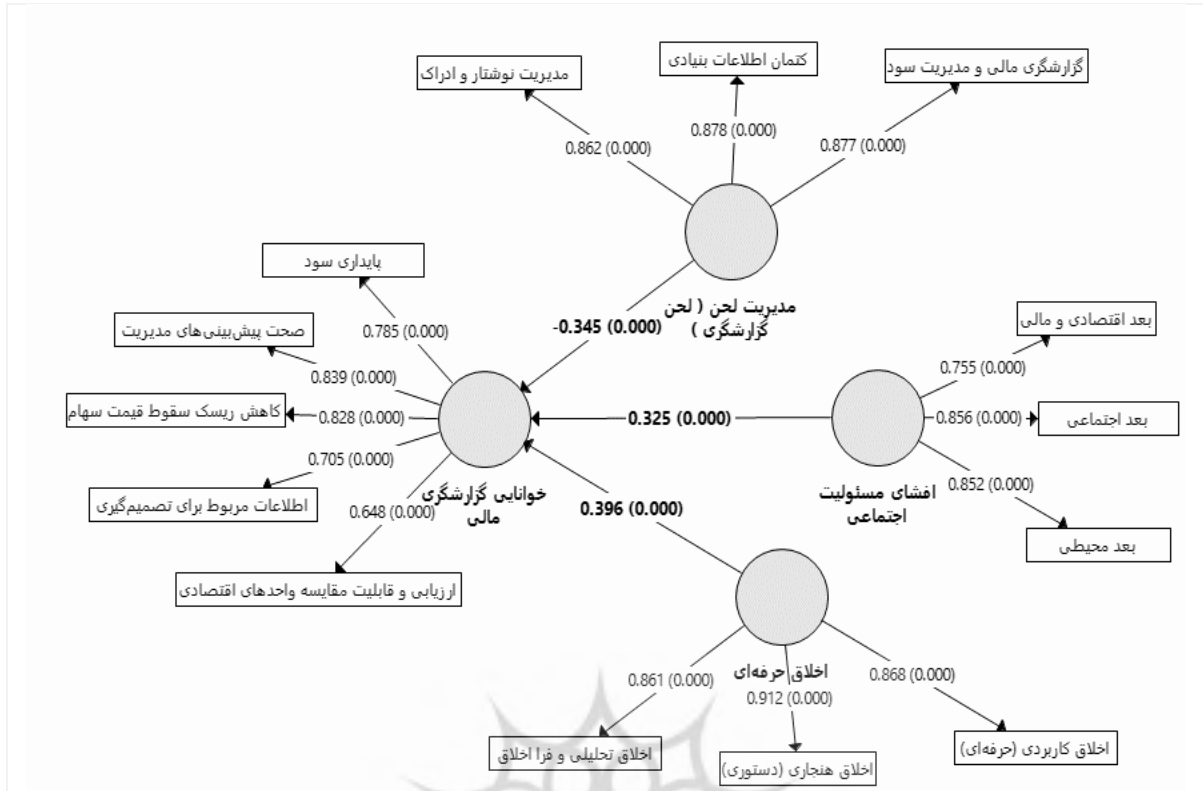 مدیریت نوشتار و ادراک
کتمان اطلاعات بنیادی
گزارشگری مالی و مدیریت سود
0.862 (0.000)
0.878 (0.000)
0.877 (0.000)
مدیریت لحن ( لحن
گزارشگری )
-0.345 (0.000)
پایداری سود
0.785 (0.000)
صحت پیش‌بینی‌های مدیریت
0.839 (0.000)
کاهش ریسک سقوط قیمت سهام
0.828 (0.000)
اطلاعات مربوط برای تصمیم‌گیری
0.705 (0.000)
ارزیابی و قابلیت مقایسه واحدهای اقتصادی
0.648 (0.000)
خوانایی گزارشگری
مالی
0.325 (0.000)
بعد اقتصادی و مالی
0.755 (0.000)
بعد اجتماعی
0.856 (0.000)
بعد محیطی
0.852 (0.000)
افشای مسئولیت
اجتماعی
0.396 (0.000)
اخلاق حرفه‌ای
0.861 (0.000)
0.912 (0.000)
0.868 (0.000)
اخلاق تحلیلی و فرا اخلاق
اخلاق هنجاری (دستوری)
اخلاق کاربردی (حرفه‌ای)